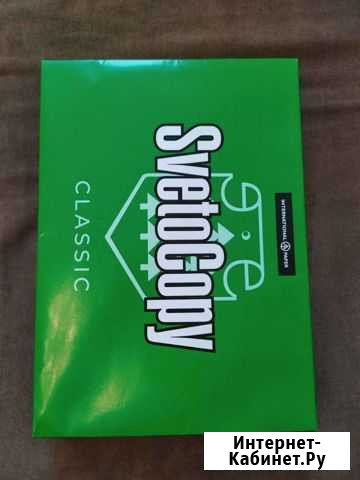 INTERNATIONAL PAPER
SvetoCopy
CLASSIC
Интернет-
Кабинет.Ру